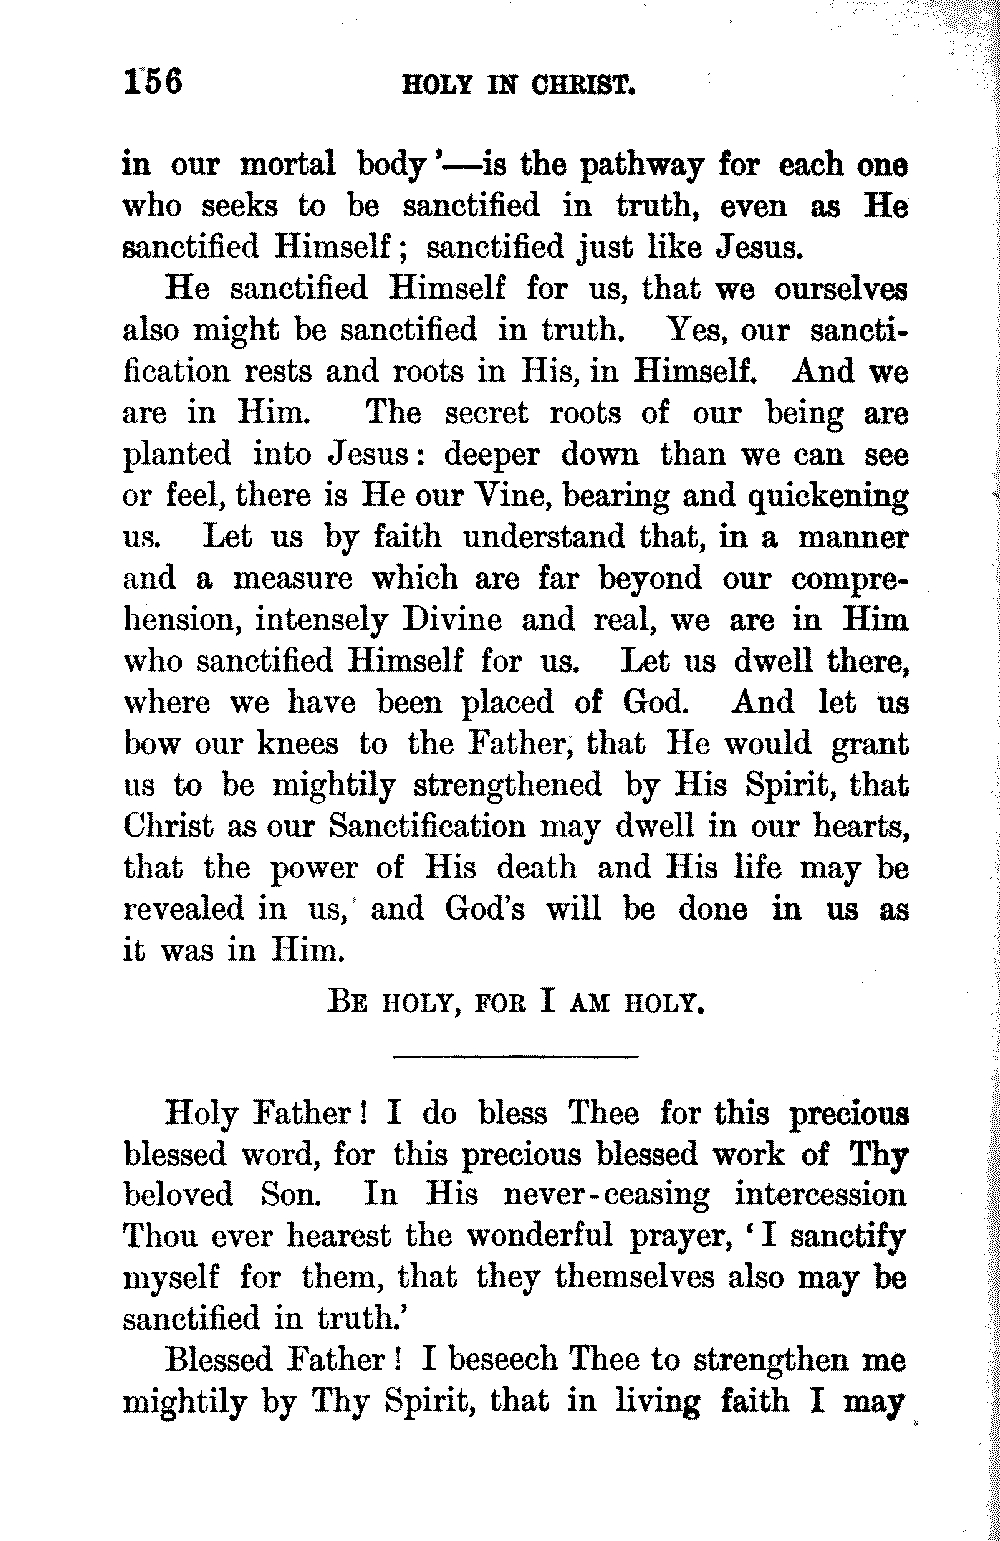 156 HOLY IN CHRIST.
in our mortal body'—is the pathway for each one
who seeks to be sanctified in truth, even as He
sanctified Himself; sanctified just like Jesus.
He sanctified Himself for us, that we ourselves
also might be sanctified in truth. Yes, our sancti-
fication rests and roots in His, in Himself. And we
are in Him. The secret roots of our being are
planted into Jesus: deeper down than we can see
or feel, there is He our Vine, bearing and quickening
us. Let us by faith understand that, in a manner
and a measure which are far beyond our compre-
hension, intensely Divine and real, we are in Him
who sanctified Himself for us. Let us dwell there,
where we have been placed of God. And let us
bow our knees to the Father, that He would grant
us to be mightily strengthened by His Spirit, that
Christ as our Sanctification may dwell in our hearts,
that the power of His death and His life may be
revealed in us, and God's will be done in us as
it was in Him.
BE HOLY, FOR I AM HOLY.
Holy Father! I do bless Thee for this precious
blessed word, for this precious blessed work of Thy
beloved Son. In His never-ceasing intercession
Thou ever hearest the wonderful prayer, 'I sanctify
myself for them, that they themselves also may be
sanctified in truth.'
Blessed Father! I beseech Thee to strengthen me
mightily by Thy Spirit, that in living faith I may